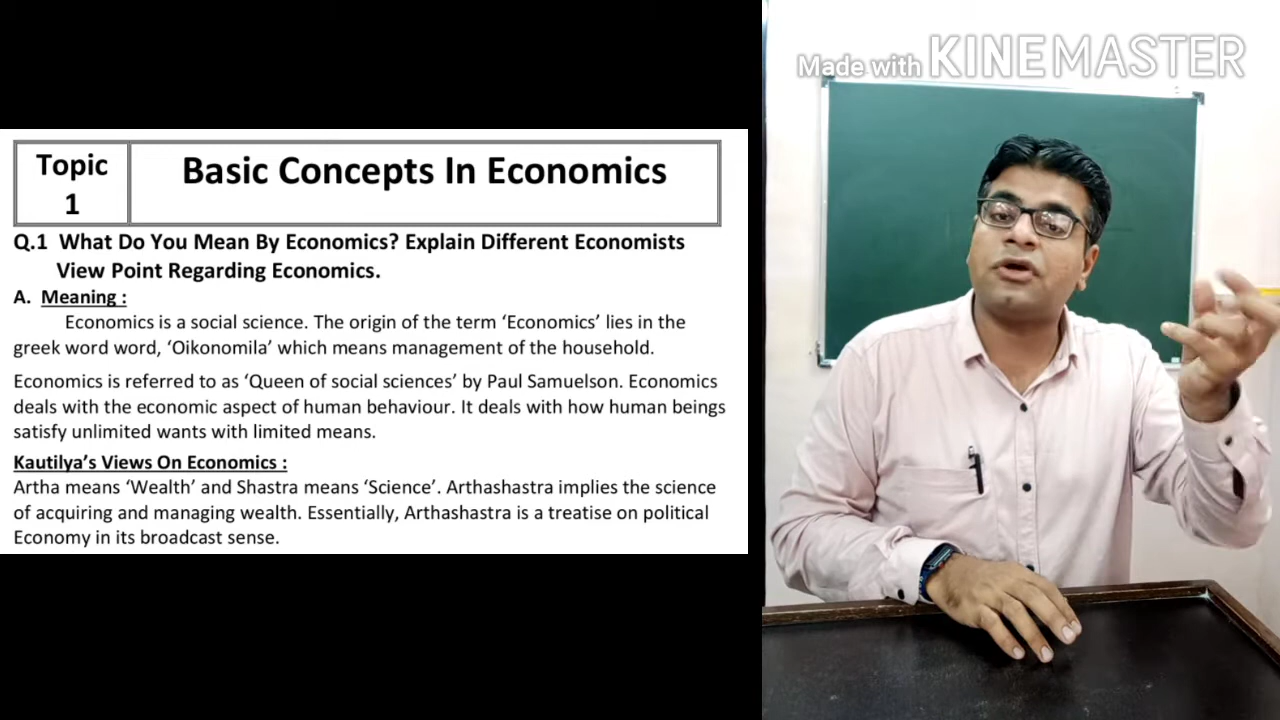 Made with KINEMASTER
Topic
1
Basic Concepts In Economics
Q.1 What Do You Mean By Economics? Explain Different Economists
View Point Regarding Economics.
A. Meaning :
Economics is a social science. The origin of the term ‘Economics’ lies in the
greek word word, ‘Oikonomila’ which means management of the household.
Economics is referred to as ‘Queen of social sciences’ by Paul Samuelson. Economics
deals with the economic aspect of human behaviour. It deals with how human beings
satisfy unlimited wants with limited means.
Kautilya’s Views On Economics :
Artha means ‘Wealth’ and Shastra means ‘Science’. Arthashastra implies the science
of acquiring and managing wealth. Essentially, Arthashastra is a treatise on political
Economy in its broadcast sense.